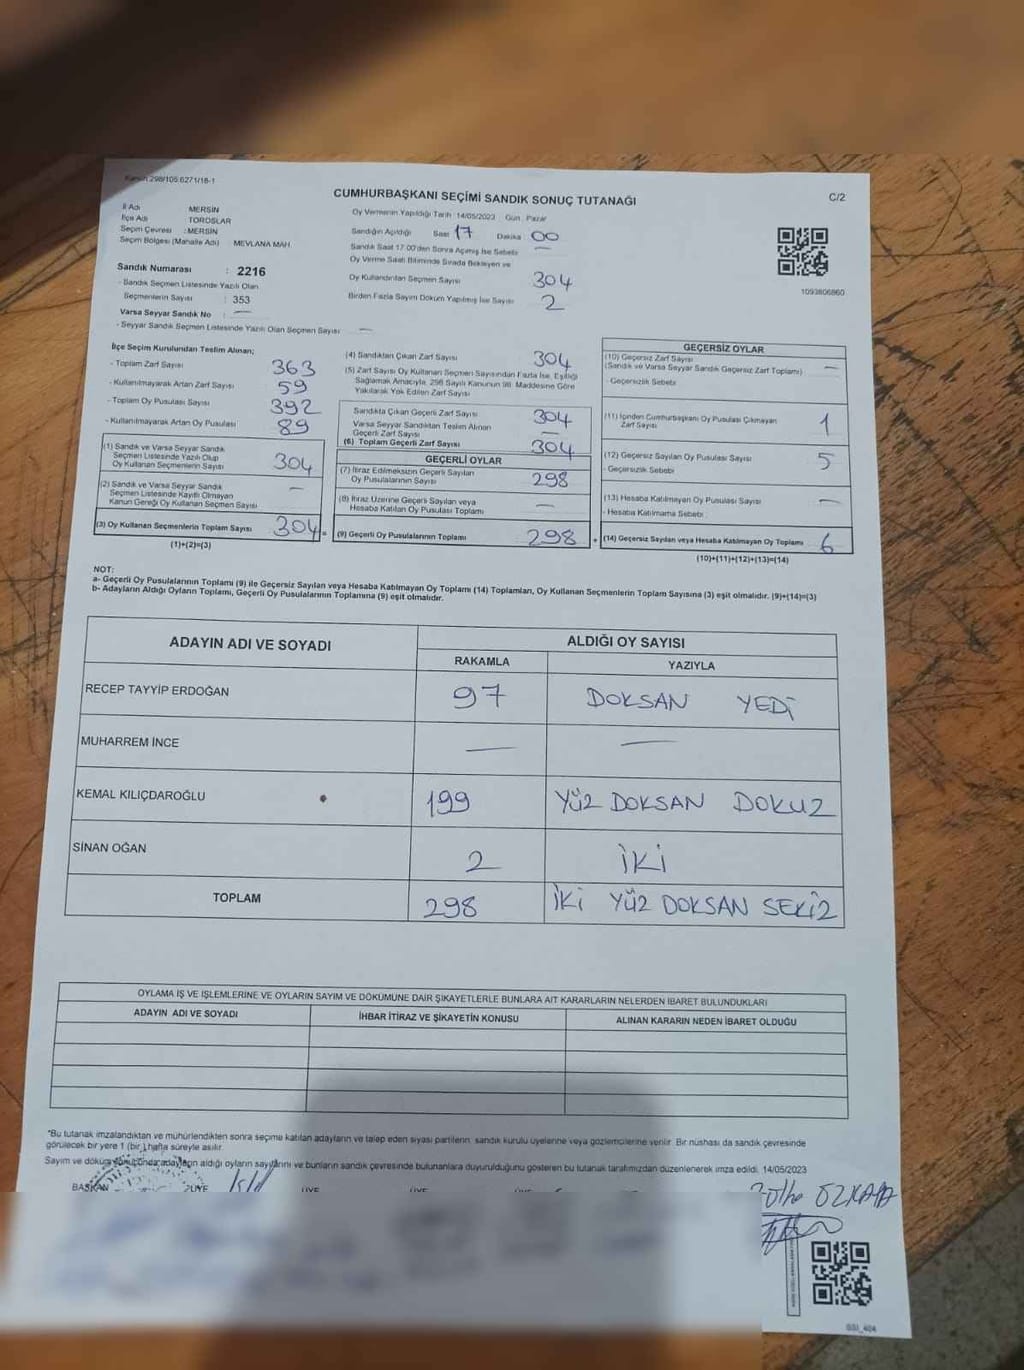 Kanun 298/105 6271/18-1
CUMHURBAŞKANI SEÇİMİ SANDIK SONUÇ TUTANAĞI
C/2
İl Adı MERSİN
İlçe Adı TOROSLAR
Seçim Çevresi : MERSİN
Seçim Bölgesi (Mahalle Adı) MEVLANA MAH.
Sandık Numarası : 2216
- Sandık Seçmen Listesinde Yazılı Olan
Seçmenlerin Sayısı : 353
Varsa Seyyar Sandık No : —
- Seyyar Sandık Seçmen Listesinde Yazılı Olan Seçmen Sayısı —
Oy Vermenin Yapıldığı Tarih 14/05/2023 Gün Pazar
Sandığın Açıldığı Saat 17 Dakika 00
Sandık Saat 17:00'den Sonra Açılmış İse Sebebi —
Oy Verme Saati Bitiminde Sırada Bekleyen ve
Oy Kullandırılan Seçmen Sayısı 304
Birden Fazla Sayım Döküm Yapılmış İse Sayısı 2
1093806860
İlçe Seçim Kurulundan Teslim Alınan;
- Toplam Zarf Sayısı 363
- Kullanılmayarak Artan Zarf Sayısı 59
- Toplam Oy Pusulası Sayısı 392
- Kullanılmayarak Artan Oy Pusulası 89
(1) Sandık ve Varsa Seyyar Sandık
Seçmen Listesinde Yazılı Olup
Oy Kullanan Seçmenlerin Sayısı 304
(2) Sandık ve Varsa Seyyar Sandık
Seçmen Listesinde Kayıtlı Olmayan
Kanun Gereği Oy Kullanan Seçmen Sayısı —
(3) Oy Kullanan Seçmenlerin Toplam Sayısı 304 =
(1)+(2)=(3)
(4) Sandıktan Çıkan Zarf Sayısı 304
(5) Zarf Sayısı Oy Kullanan Seçmen Sayısından Fazla İse, Eşitliği
Sağlamak Amacıyla, 298 Sayılı Kanunun 98. Maddesine Göre
Yakılarak Yok Edilen Zarf Sayısı
Sandıkta Çıkan Geçerli Zarf Sayısı 304
Varsa Seyyar Sandıktan Teslim Alınan
Geçerli Zarf Sayısı —
(6) Toplam Geçerli Zarf Sayısı 304
GEÇERLİ OYLAR
(7) İtiraz Edilmeksizin Geçerli Sayılan
Oy Pusulalarının Sayısı 298
(8) İtiraz Üzerine Geçerli Sayılan veya
Hesaba Katılan Oy Pusulası Toplamı —
(9) Geçerli Oy Pusulalarının Toplamı 298 +
GEÇERSİZ OYLAR
(10) Geçersiz Zarf Sayısı
(Sandık ve Varsa Seyyar Sandık Geçersiz Zarf Toplamı) —
- Geçersizlik Sebebi
(11) İçinden Cumhurbaşkanı Oy Pusulası Çıkmayan
Zarf Sayısı 1
(12) Geçersiz Sayılan Oy Pusulası Sayısı 5
- Geçersizlik Sebebi
(13) Hesaba Katılmayan Oy Pusulası Sayısı —
- Hesaba Katılmama Sebebi :
(14) Geçersiz Sayılan veya Hesaba Katılmayan Oy Toplamı 6
(10)+(11)+(12)+(13)=(14)
NOT:
a- Geçerli Oy Pusulalarının Toplamı (9) ile Geçersiz Sayılan veya Hesaba Katılmayan Oy Toplamı (14) Toplamları, Oy Kullanan Seçmenlerin Toplam Sayısına (3) eşit olmalıdır. (9)+(14)=(3)
b- Adayların Aldığı Oyların Toplamı, Geçerli Oy Pusulalarının Toplamına (9) eşit olmalıdır.
ADAYIN ADI VE SOYADI ALDIĞI OY SAYISI
RAKAMLA YAZIYLA
RECEP TAYYİP ERDOĞAN 97 DOKSAN YEDİ
MUHARREM İNCE — —
KEMAL KILIÇDAROĞLU 199 YÜZ DOKSAN DOKUZ
SİNAN OĞAN 2 İKİ
TOPLAM 298 İKİ YÜZ DOKSAN SEKİZ
OYLAMA İŞ VE İŞLEMLERİNE VE OYLARIN SAYIM VE DÖKÜMÜNE DAİR ŞİKAYETLERLE BUNLARA AİT KARARLARIN NELERDEN İBARET BULUNDUKLARI
ADAYIN ADI VE SOYADI İHBAR İTİRAZ VE ŞİKAYETİN KONUSU ALINAN KARARIN NEDEN İBARET OLDUĞU
*Bu tutanak imzalandıktan ve mühürlendikten sonra seçime katılan adayların ve talep eden siyasi partilerin, sandık kurulu üyelerine veya gözlemcilerine verilir. Bir nüshası da sandık çevresinde
görülecek bir yere 1 (bir ) hafta süreyle asılır.
Sayım ve döküm sonucunda adayların aldığı oyların sayılarını ve bunların sandık çevresinde bulunanlara duyurulduğunu gösteren bu tutanak tarafımızdan düzenlenerek imza edildi. 14/05/2023
BAŞKAN ÜYE ÜYE ÜYE ÜYE
ÖZKAYA